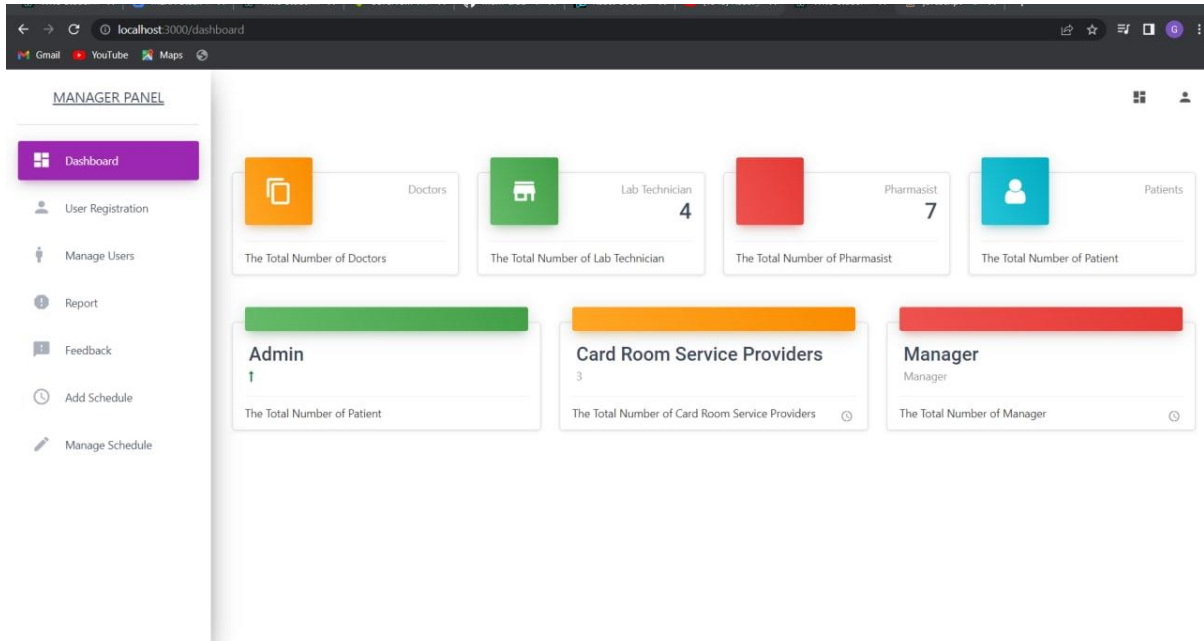 localhost:3000/dashboard
G
Gmail YouTube Maps
MANAGER PANEL
Dashboard
User Registration
Manage Users
Report
Feedback
Add Schedule
Manage Schedule
Doctors
The Total Number of Doctors
Lab Technician
4
The Total Number of Lab Technician
Pharmasist
7
The Total Number of Pharmasist
Patients
The Total Number of Patient
Admin
The Total Number of Patient
Card Room Service Providers
3
The Total Number of Card Room Service Providers
Manager
Manager
The Total Number of Manager